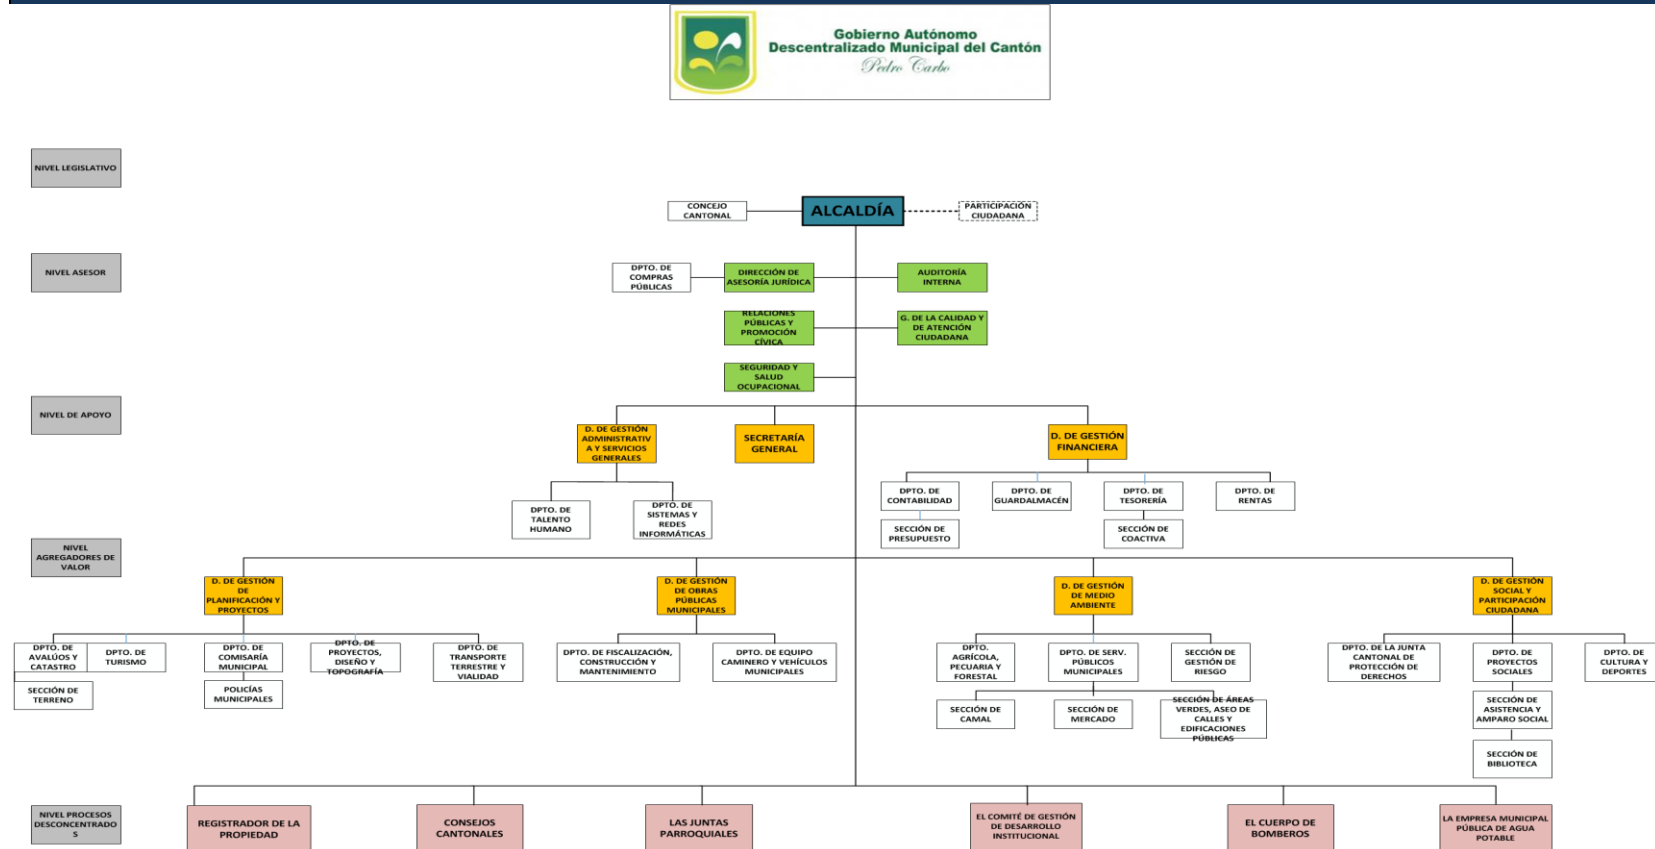 Gobierno Autónomo
Descentralizado Municipal del Cantón
Pedro Carbo
NIVEL LEGISLATIVO
CONCEJO
CANTONAL
ALCALDÍA
PARTICIPACIÓN
CIUDADANA
NIVEL ASESOR
DPTO. DE
COMPRAS
PÚBLICAS
DIRECCIÓN DE
ASESORÍA JURÍDICA
AUDITORÍA
INTERNA
RELACIONES
PÚBLICAS Y
PROMOCIÓN
CÍVICA
G. DE LA CALIDAD Y
DE ATENCIÓN
CIUDADANA
SEGURIDAD Y
SALUD
OCUPACIONAL
NIVEL DE APOYO
D. DE GESTIÓN
ADMINISTRATIV
A Y SERVICIOS
GENERALES
SECRETARÍA
GENERAL
D. DE GESTIÓN
FINANCIERA
DPTO. DE
TALENTO
HUMANO
DPTO. DE
SISTEMAS Y
REDES
INFORMÁTICAS
DPTO. DE
CONTABILIDAD
DPTO. DE
GUARDALMACÉN
DPTO. DE
TESORERÍA
DPTO. DE
RENTAS
SECCIÓN DE
PRESUPUESTO
SECCIÓN DE
COACTIVA
NIVEL
AGREGADORES DE
VALOR
D. DE GESTIÓN
DE
PLANIFICACIÓN Y
PROYECTOS
D. DE GESTIÓN
DE OBRAS
PÚBLICAS
MUNICIPALES
D. DE GESTIÓN
DE MEDIO
AMBIENTE
D. DE GESTIÓN
SOCIAL Y
PARTICIPACIÓN
CIUDADANA
DPTO. DE
AVALÚOS Y
CATASTRO
DPTO. DE
TURISMO
DPTO. DE
COMISARÍA
MUNICIPAL
DPTO. DE
PROYECTOS,
DISEÑO Y
TOPOGRAFÍA
DPTO. DE
TRANSPORTE
TERRESTRE Y
VIALIDAD
DPTO. DE FISCALIZACIÓN,
CONSTRUCCIÓN Y
MANTENIMIENTO
DPTO. DE EQUIPO
CAMINERO Y VEHÍCULOS
MUNICIPALES
DPTO.
AGRÍCOLA,
PECUARIA Y
FORESTAL
DPTO. DE SERV.
PÚBLICOS
MUNICIPALES
SECCIÓN DE
GESTIÓN DE
RIESGO
DPTO. DE LA JUNTA
CANTONAL DE
PROTECCIÓN DE
DERECHOS
DPTO. DE
PROYECTOS
SOCIALES
DPTO. DE
CULTURA Y
DEPORTES
SECCIÓN DE
TERRENO
POLICÍAS
MUNICIPALES
SECCIÓN DE
CAMAL
SECCIÓN DE
MERCADO
SECCIÓN DE ÁREAS
VERDES, ASEO DE
CALLES Y
EDIFICACIONES
PÚBLICAS
SECCIÓN DE
ASISTENCIA Y
AMPARO SOCIAL
SECCIÓN DE
BIBLIOTECA
NIVEL PROCESOS
DESCONCENTRADO
S
REGISTRADOR DE LA
PROPIEDAD
CONSEJOS
CANTONALES
LAS JUNTAS
PARROQUIALES
EL COMITÉ DE GESTIÓN
DE DESARROLLO
INSTITUCIONAL
EL CUERPO DE
BOMBEROS
LA EMPRESA MUNICIPAL
PÚBLICA DE AGUA
POTABLE